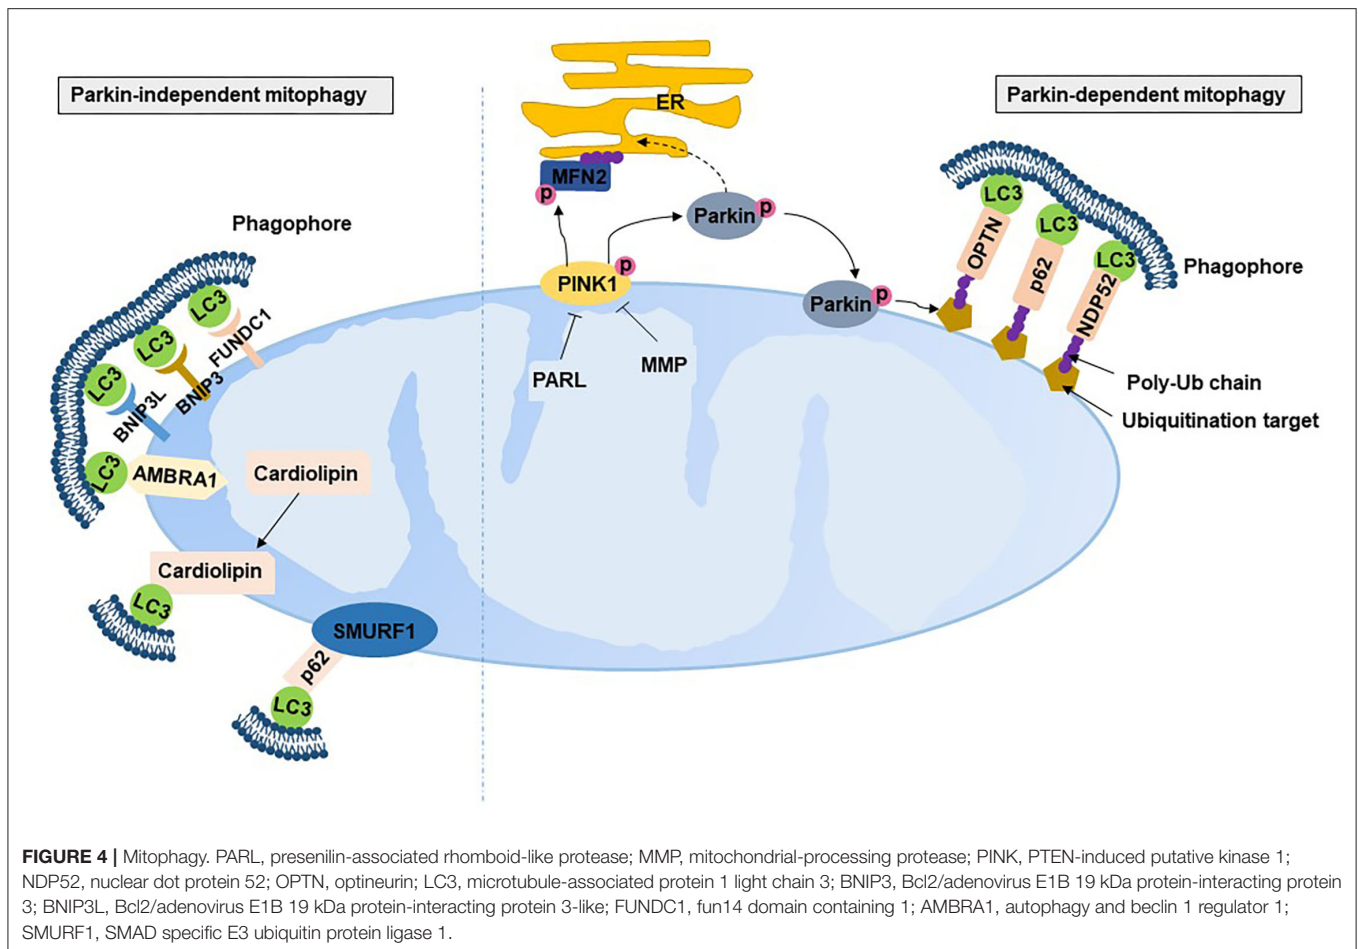 Parkin-independent mitophagy
Parkin-dependent mitophagy
ER
MFN2
p
Parkin
p
PINK1
p
Parkin
p
PARL
MMP
Phagophore
LC3
FUNDC1
LC3
BNIP3
LC3
BNIP3L
LC3
AMBRA1
Cardiolipin
Cardiolipin
LC3
SMURF1
p62
LC3
LC3
OPTN
LC3
p62
LC3
NDP52
Phagophore
Poly-Ub chain
Ubiquitination target
FIGURE 4 | Mitophagy. PARL, presenilin-associated rhomboid-like protease; MMP, mitochondrial-processing protease; PINK, PTEN-induced putative kinase 1;
NDP52, nuclear dot protein 52; OPTN, optineurin; LC3, microtubule-associated protein 1 light chain 3; BNIP3, Bcl2/adenovirus E1B 19 kDa protein-interacting protein
3; BNIP3L, Bcl2/adenovirus E1B 19 kDa protein-interacting protein 3-like; FUNDC1, fun14 domain containing 1; AMBRA1, autophagy and beclin 1 regulator 1;
SMURF1, SMAD specific E3 ubiquitin protein ligase 1.